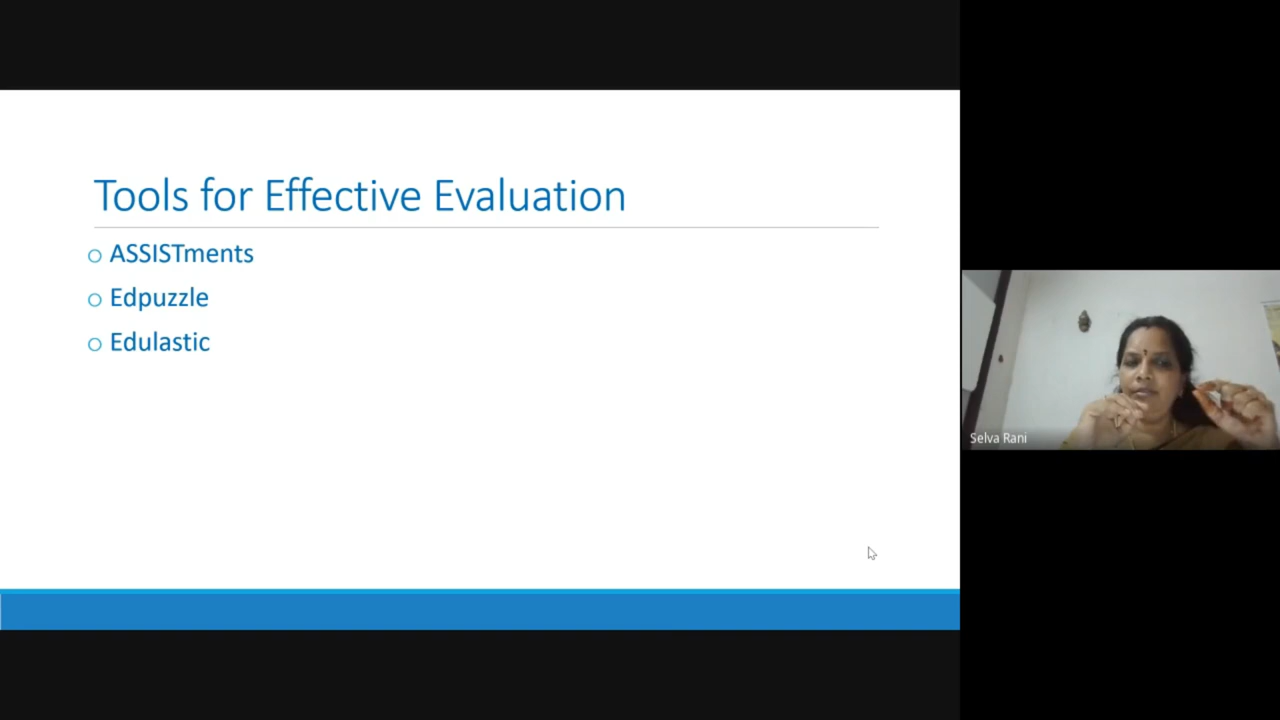 Tools for Effective Evaluation
ASSISTments
Edpuzzle
Edulastic
Selva Rani